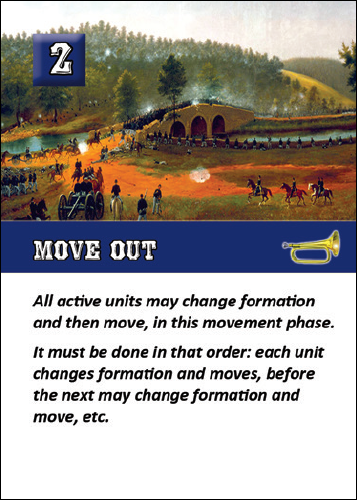 2
MOVE OUT
All active units may change formation
and then move, in this movement phase.
It must be done in that order: each unit
changes formation and moves, before
the next may change formation and
move, etc.